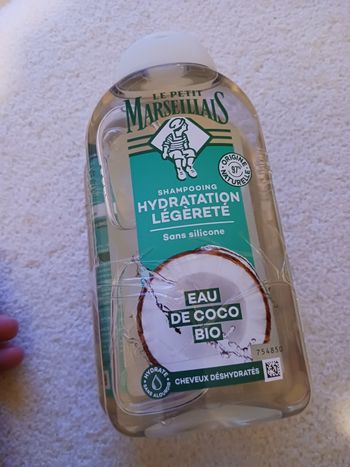 LE PETIT
MARSEILLAIS
SHAMPOOING
HYDRATATION
LÉGÈRETÉ
Sans silicone
ORIGINE
97%
NATURELLE
EAU
DE COCO
BIO
754850
HYDRATE
SANS ALOURDIR
CHEVEUX DÉSHYDRATÉS